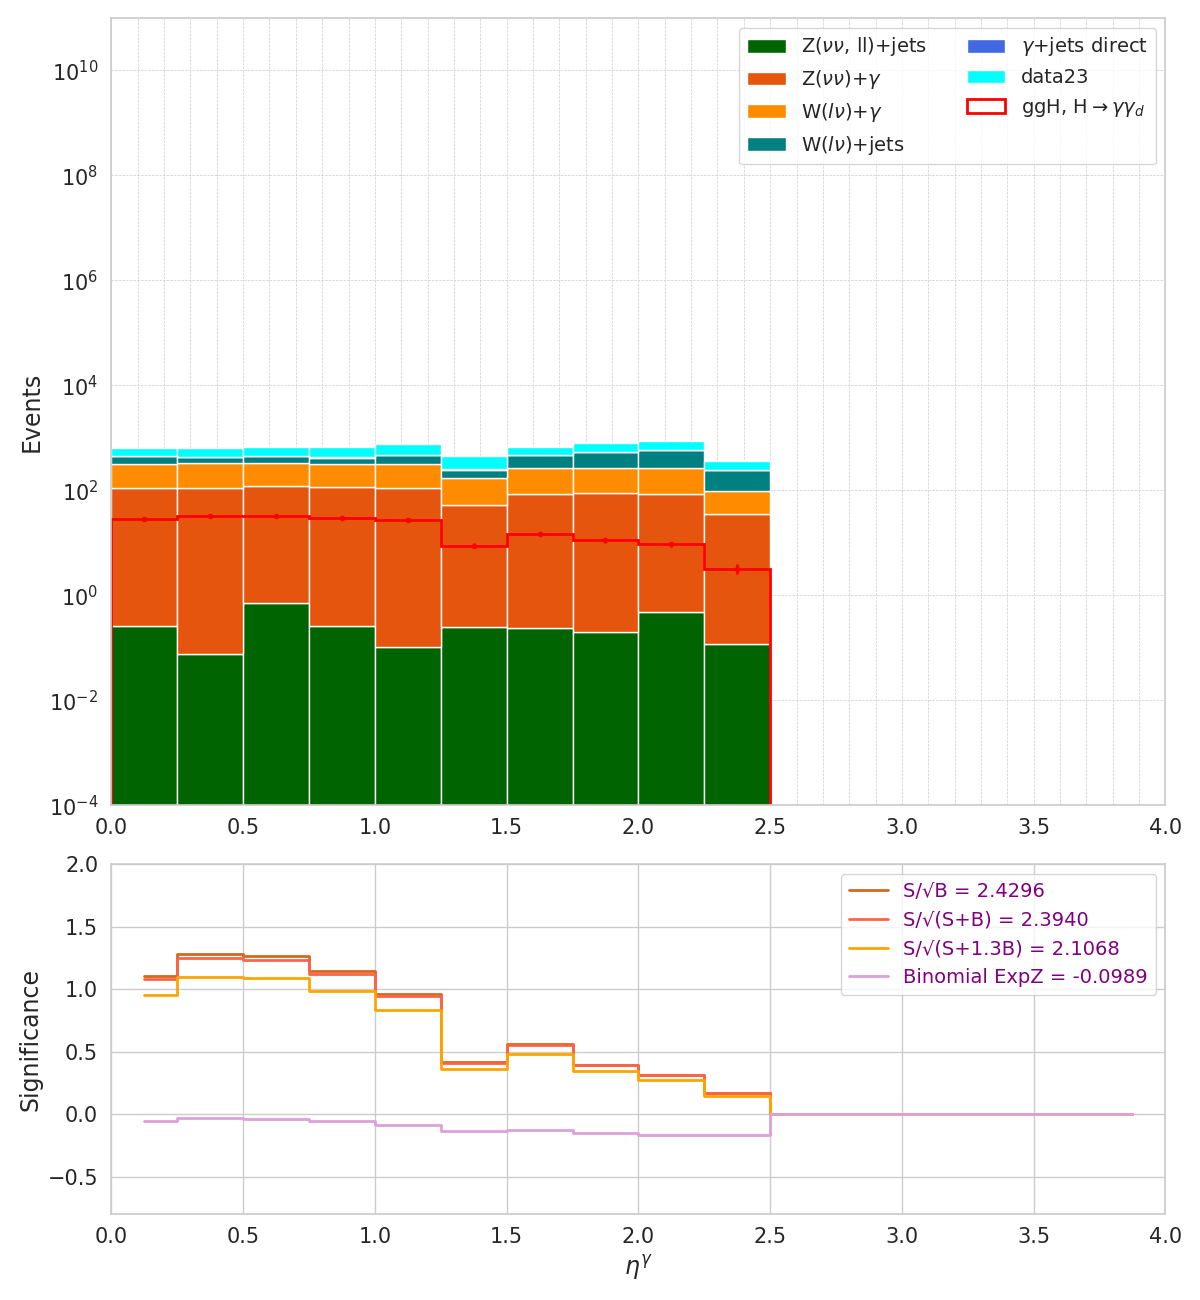 Z(νν, ll)+jets
Z(νν)+γ
W(lν)+γ
W(lν)+jets
γ+jets direct
data23
ggH, H→γγ_d
Events
10^10
10^8
10^6
10^4
10^2
10^0
10^−2
10^−4
0.0 0.5 1.0 1.5 2.0 2.5 3.0 3.5 4.0
S/√B = 2.4296
S/√(S+B) = 2.3940
S/√(S+1.3B) = 2.1068
Binomial ExpZ = -0.0989
Significance
2.0
1.5
1.0
0.5
0.0
−0.5
0.0 0.5 1.0 1.5 2.0 2.5 3.0 3.5 4.0
η^γ